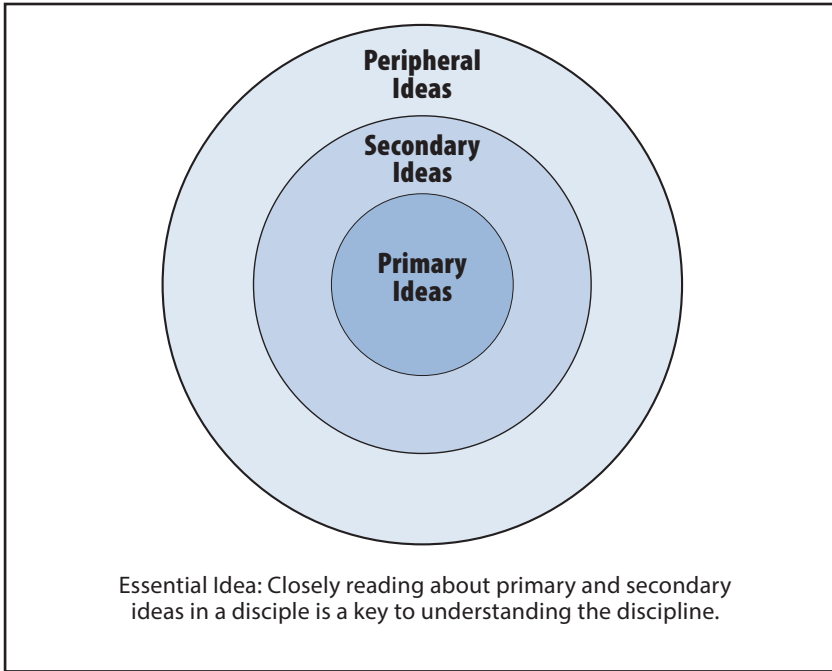 Peripheral
Ideas
Secondary
Ideas
Primary
Ideas
Essential Idea: Closely reading about primary and secondary
ideas in a disciple is a key to understanding the discipline.